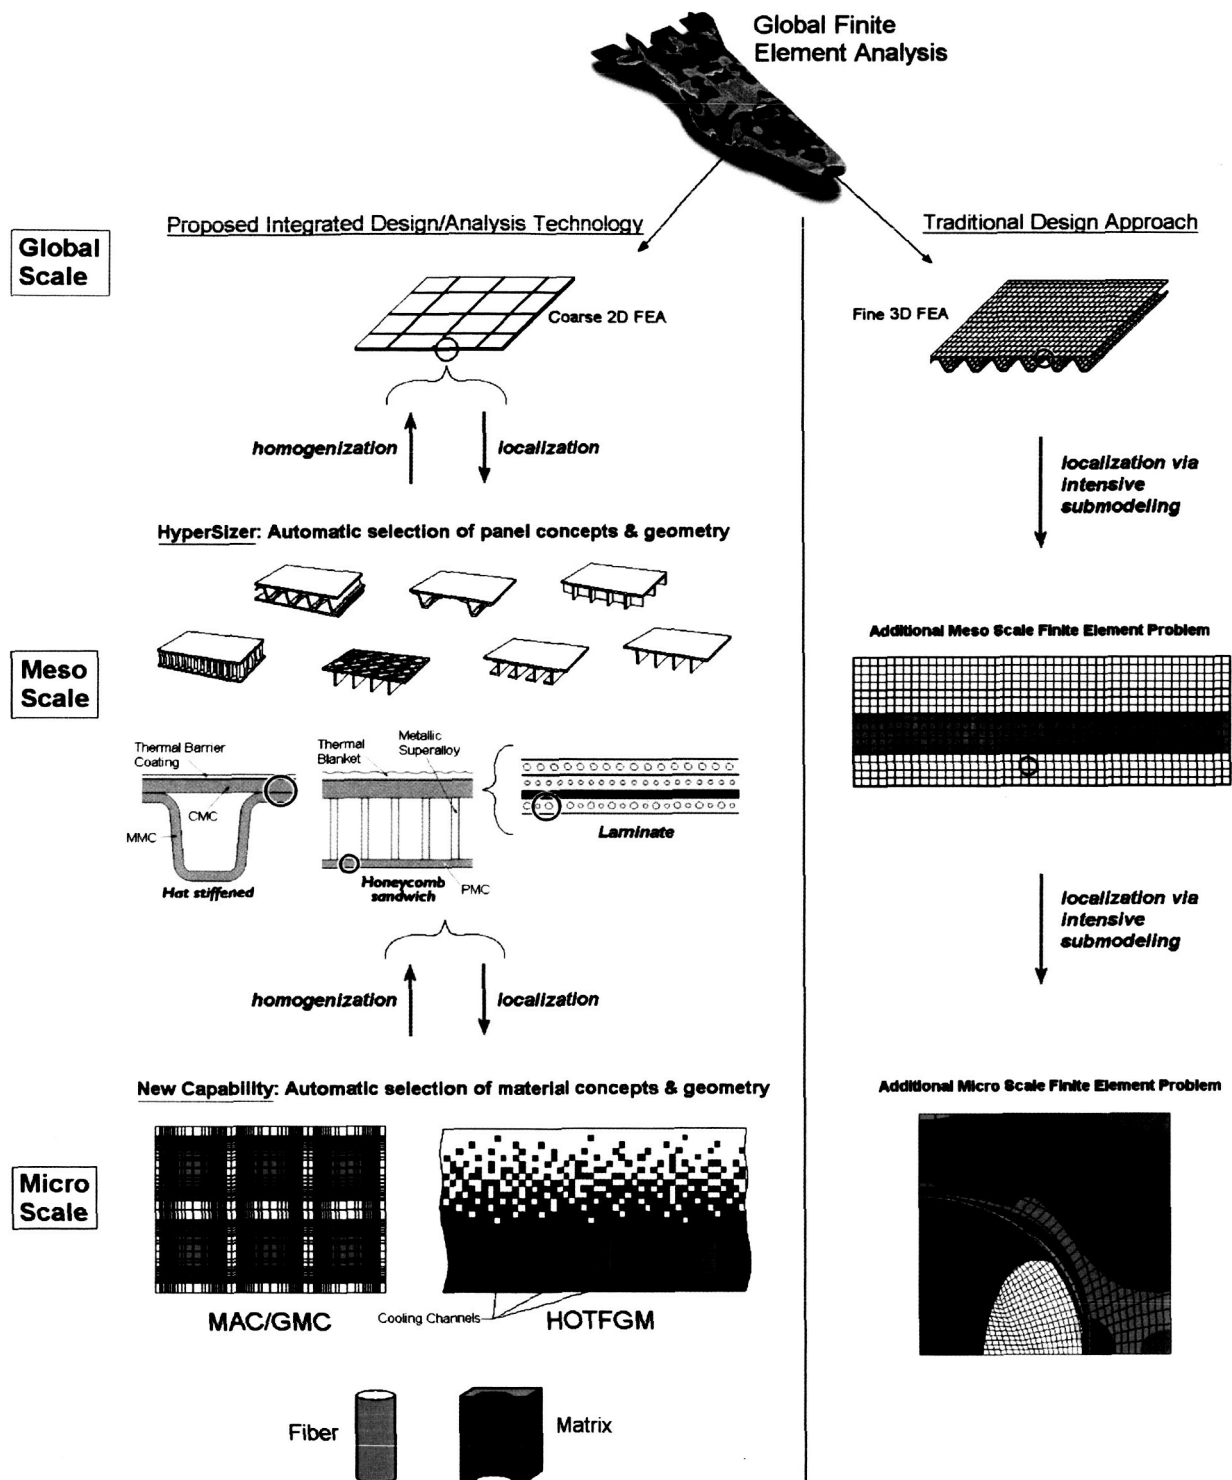 Global Finite
Element Analysis
Proposed Integrated Design/Analysis Technology
Traditional Design Approach
Global
Scale
Coarse 2D FEA
Fine 3D FEA
homogenization
localization
localization via
intensive
submodeling
HyperSizer: Automatic selection of panel concepts & geometry
Meso
Scale
Additional Meso Scale Finite Element Problem
Thermal Barrier
Coating
CMC
MMC
Hat stiffened
Thermal
Blanket
Metallic
Superalloy
Honeycomb
sandwich
PMC
Laminate
homogenization
localization
localization via
intensive
submodeling
New Capability: Automatic selection of material concepts & geometry
Additional Micro Scale Finite Element Problem
Micro
Scale
MAC/GMC
Cooling Channels
HOTFGM
Fiber
Matrix